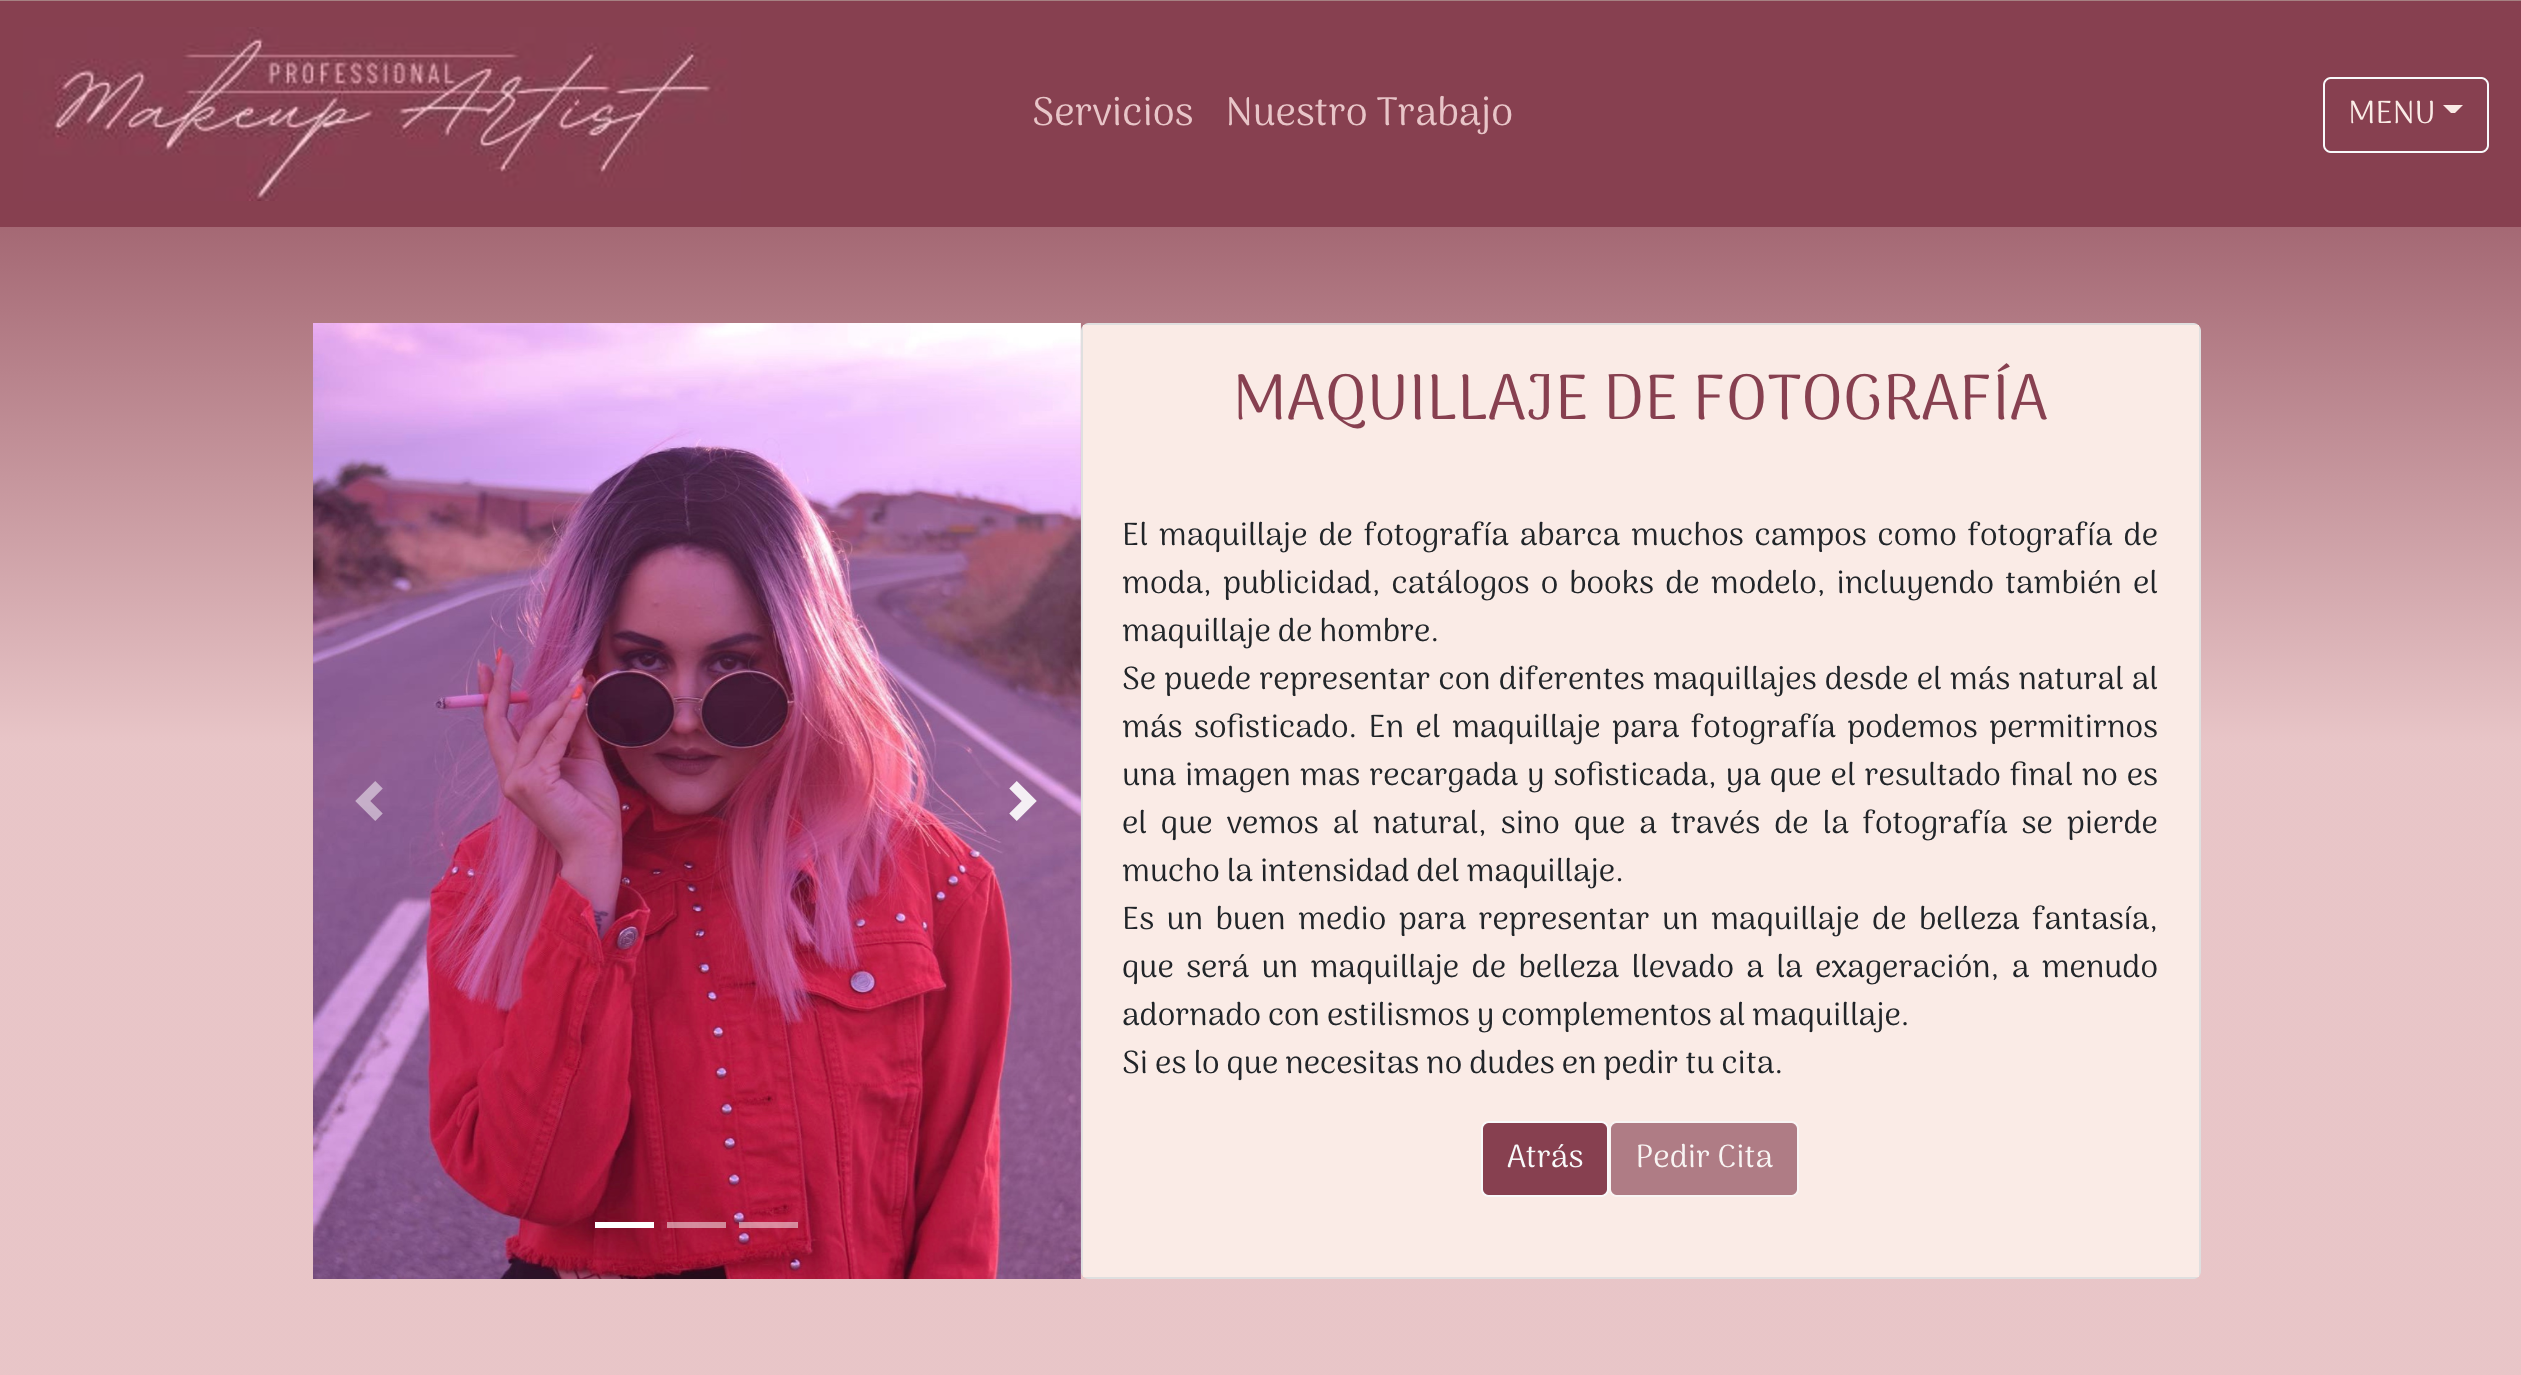 PROFESSIONAL
Makeup Artist
Servicios Nuestro Trabajo
MENU
MAQUILLAJE DE FOTOGRAFÍA
El maquillaje de fotografía abarca muchos campos como fotografía de
moda, publicidad, catálogos o books de modelo, incluyendo también el
maquillaje de hombre.
Se puede representar con diferentes maquillajes desde el más natural al
más sofisticado. En el maquillaje para fotografía podemos permitirnos
una imagen mas recargada y sofisticada, ya que el resultado final no es
el que vemos al natural, sino que a través de la fotografía se pierde
mucho la intensidad del maquillaje.
Es un buen medio para representar un maquillaje de belleza fantasía,
que será un maquillaje de belleza llevado a la exageración, a menudo
adornado con estilismos y complementos al maquillaje.
Si es lo que necesitas no dudes en pedir tu cita.
Atrás Pedir Cita